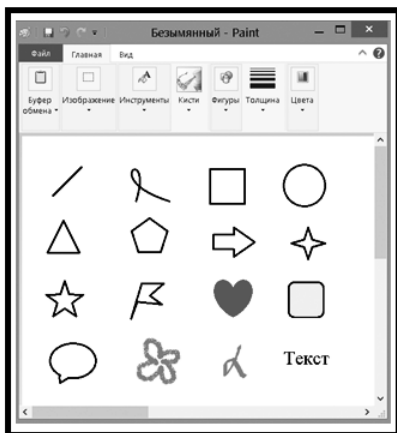 Безымянный - Paint
Файл Главная Вид
Буфер обмена Изображение Инструменты Кисти Фигуры Толщина Цвета
Текст